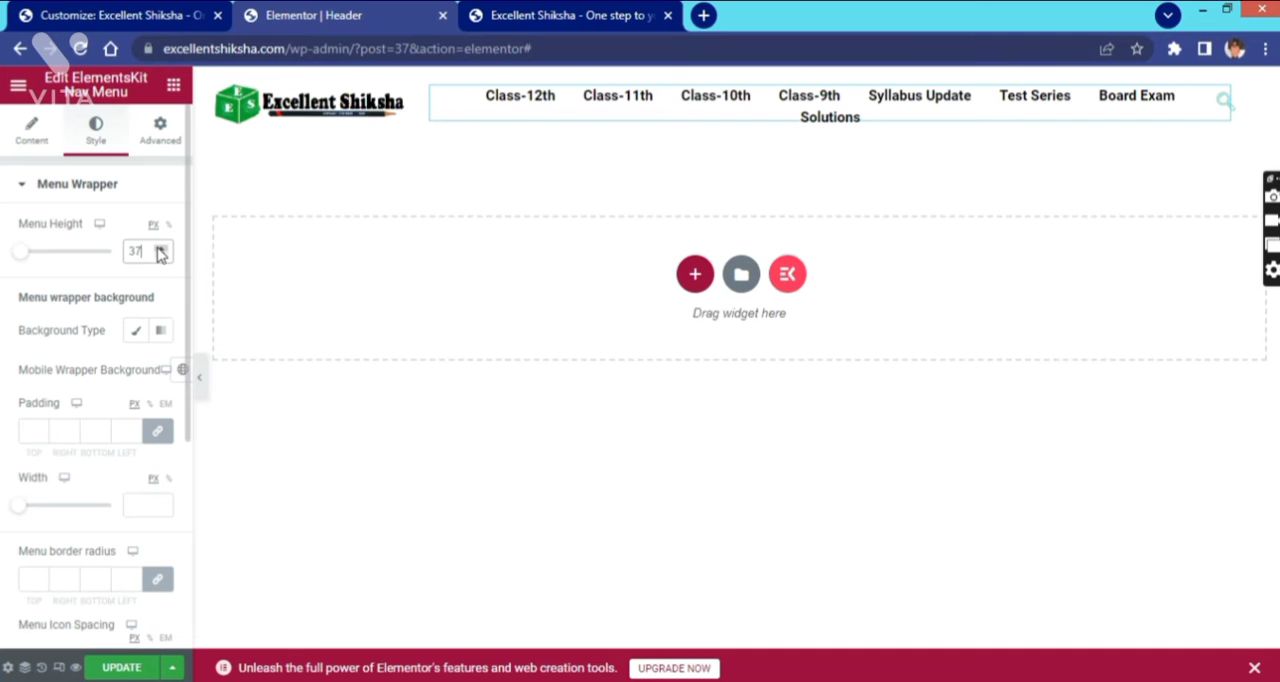 Customize: Excellent Shiksha - O
Elementor | Header
Excellent Shiksha - One step to y
excellentshiksha.com/wp-admin/?post=37&action=elementor#
Edit ElementsKit
Nav Menu
VITA
Content
Style
Advanced
E
E S
Excellent Shiksha
Class-12th
Class-11th
Class-10th
Class-9th
Syllabus Update
Test Series
Board Exam
Solutions
Menu Wrapper
Menu Height
PX %
37
Menu wrapper background
Background Type
Mobile Wrapper Background
Padding
PX % EM
TOP RIGHT BOTTOM LEFT
Width
PX %
Menu border radius
TOP RIGHT BOTTOM LEFT
Menu Icon Spacing
PX % EM
Drag widget here
UPDATE
Unleash the full power of Elementor's features and web creation tools.
UPGRADE NOW